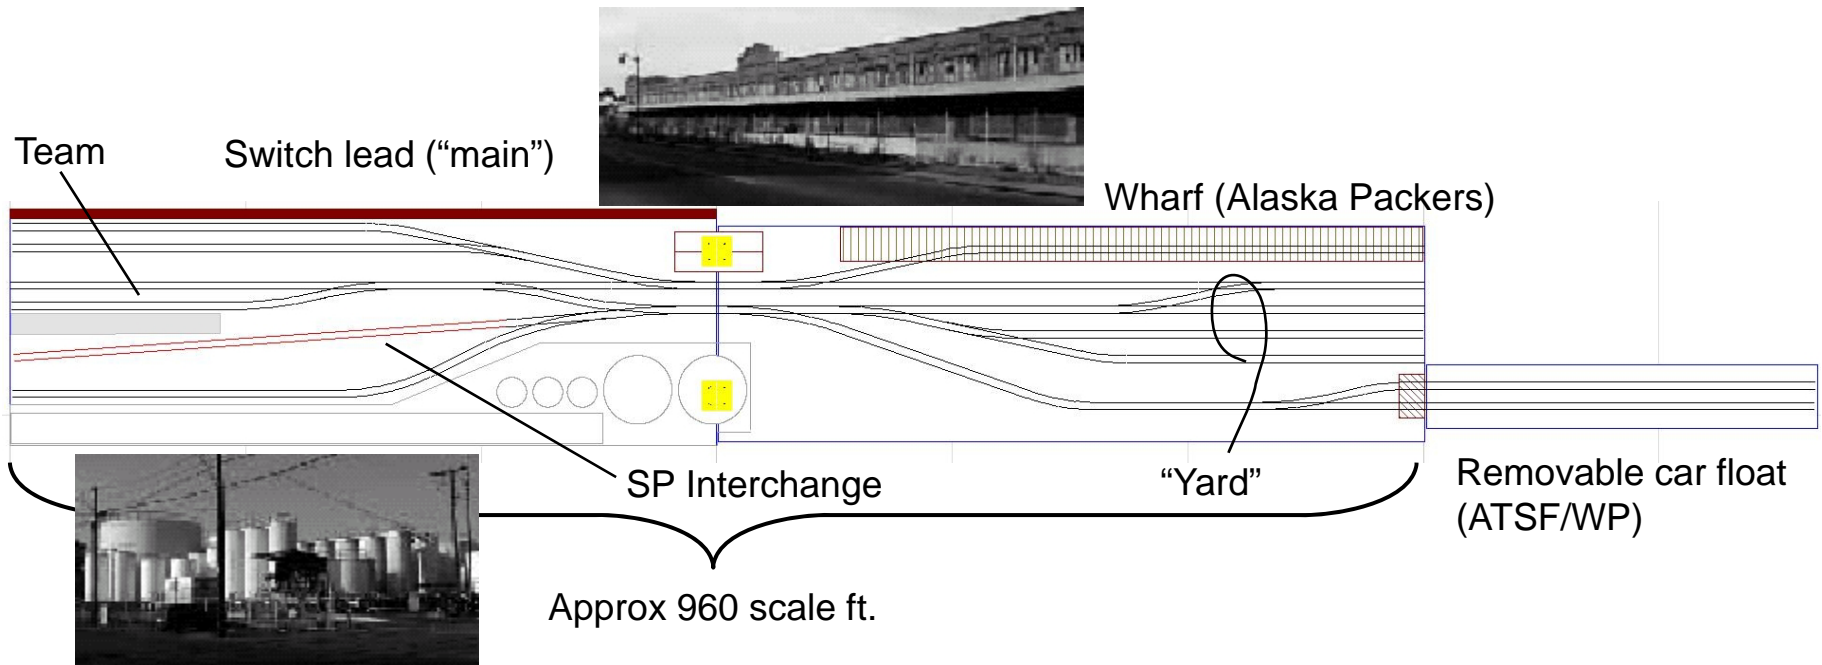 Team
Switch lead (“main”)
Wharf (Alaska Packers)
SP Interchange
“Yard”
Removable car float
(ATSF/WP)
Approx 960 scale ft.